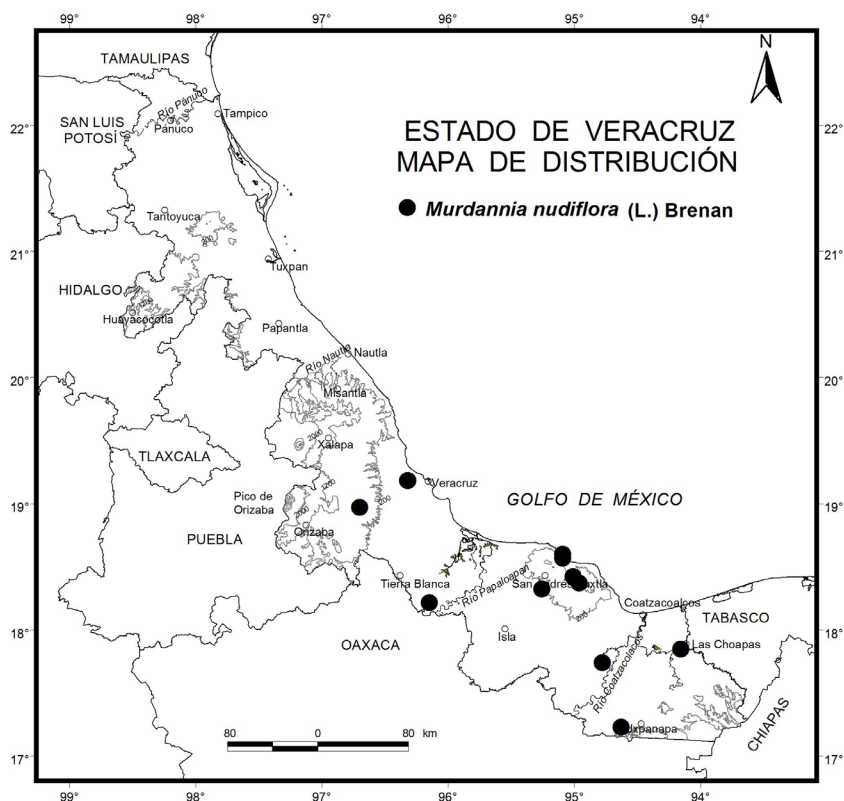 99° 98° 97° 96° 95° 94°
TAMAULIPAS
N
Río Pánuco
Tampico
22°
22°
SAN LUIS
POTOSÍ
Pánuco
ESTADO DE VERACRUZ
MAPA DE DISTRIBUCIÓN
Murdannia nudiflora (L.) Brenan
Tantoyuca
21°
21°
Tuxpan
HIDALGO
Huayacocotla
Papantla
Río Nautla
Nautla
20°
20°
Misantla
2000
Xalapa
TLAXCALA
Veracruz
GOLFO DE MÉXICO
19°
19°
Pico de
Orizaba
Orizaba
PUEBLA
Tierra Blanca
Río Papaloapan
San Andrés Tuxtla
Coatzacoalcos
TABASCO
18°
18°
Isla
OAXACA
Las Choapas
Río Coatzacoalcos
Uxpanapa
CHIAPAS
80 0 80 km
17°
17°
99° 98° 97° 96° 95° 94°